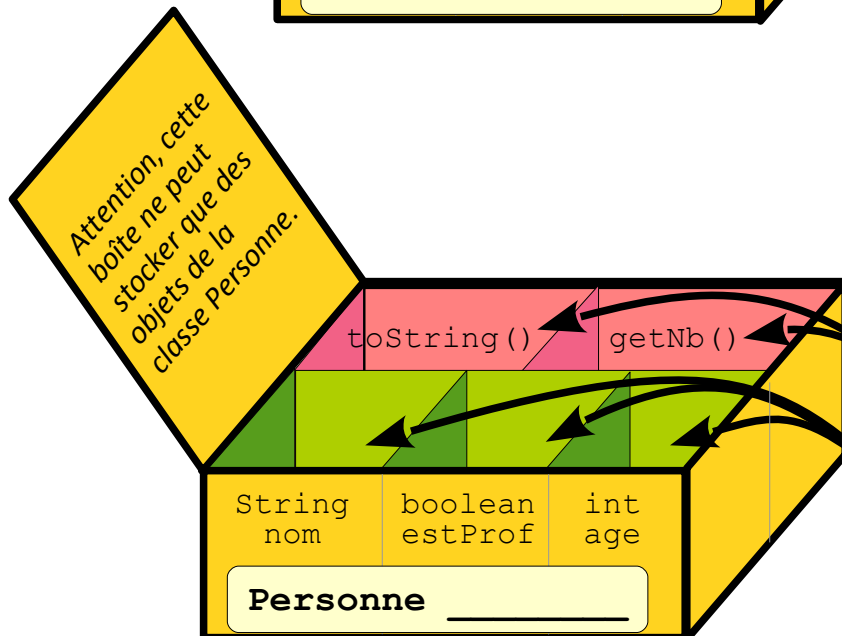 Attention, cette
boîte ne peut
stocker que des
objets de la
classe Personne.
toString() getNb()
String boolean int
nom estProf age
Personne _________